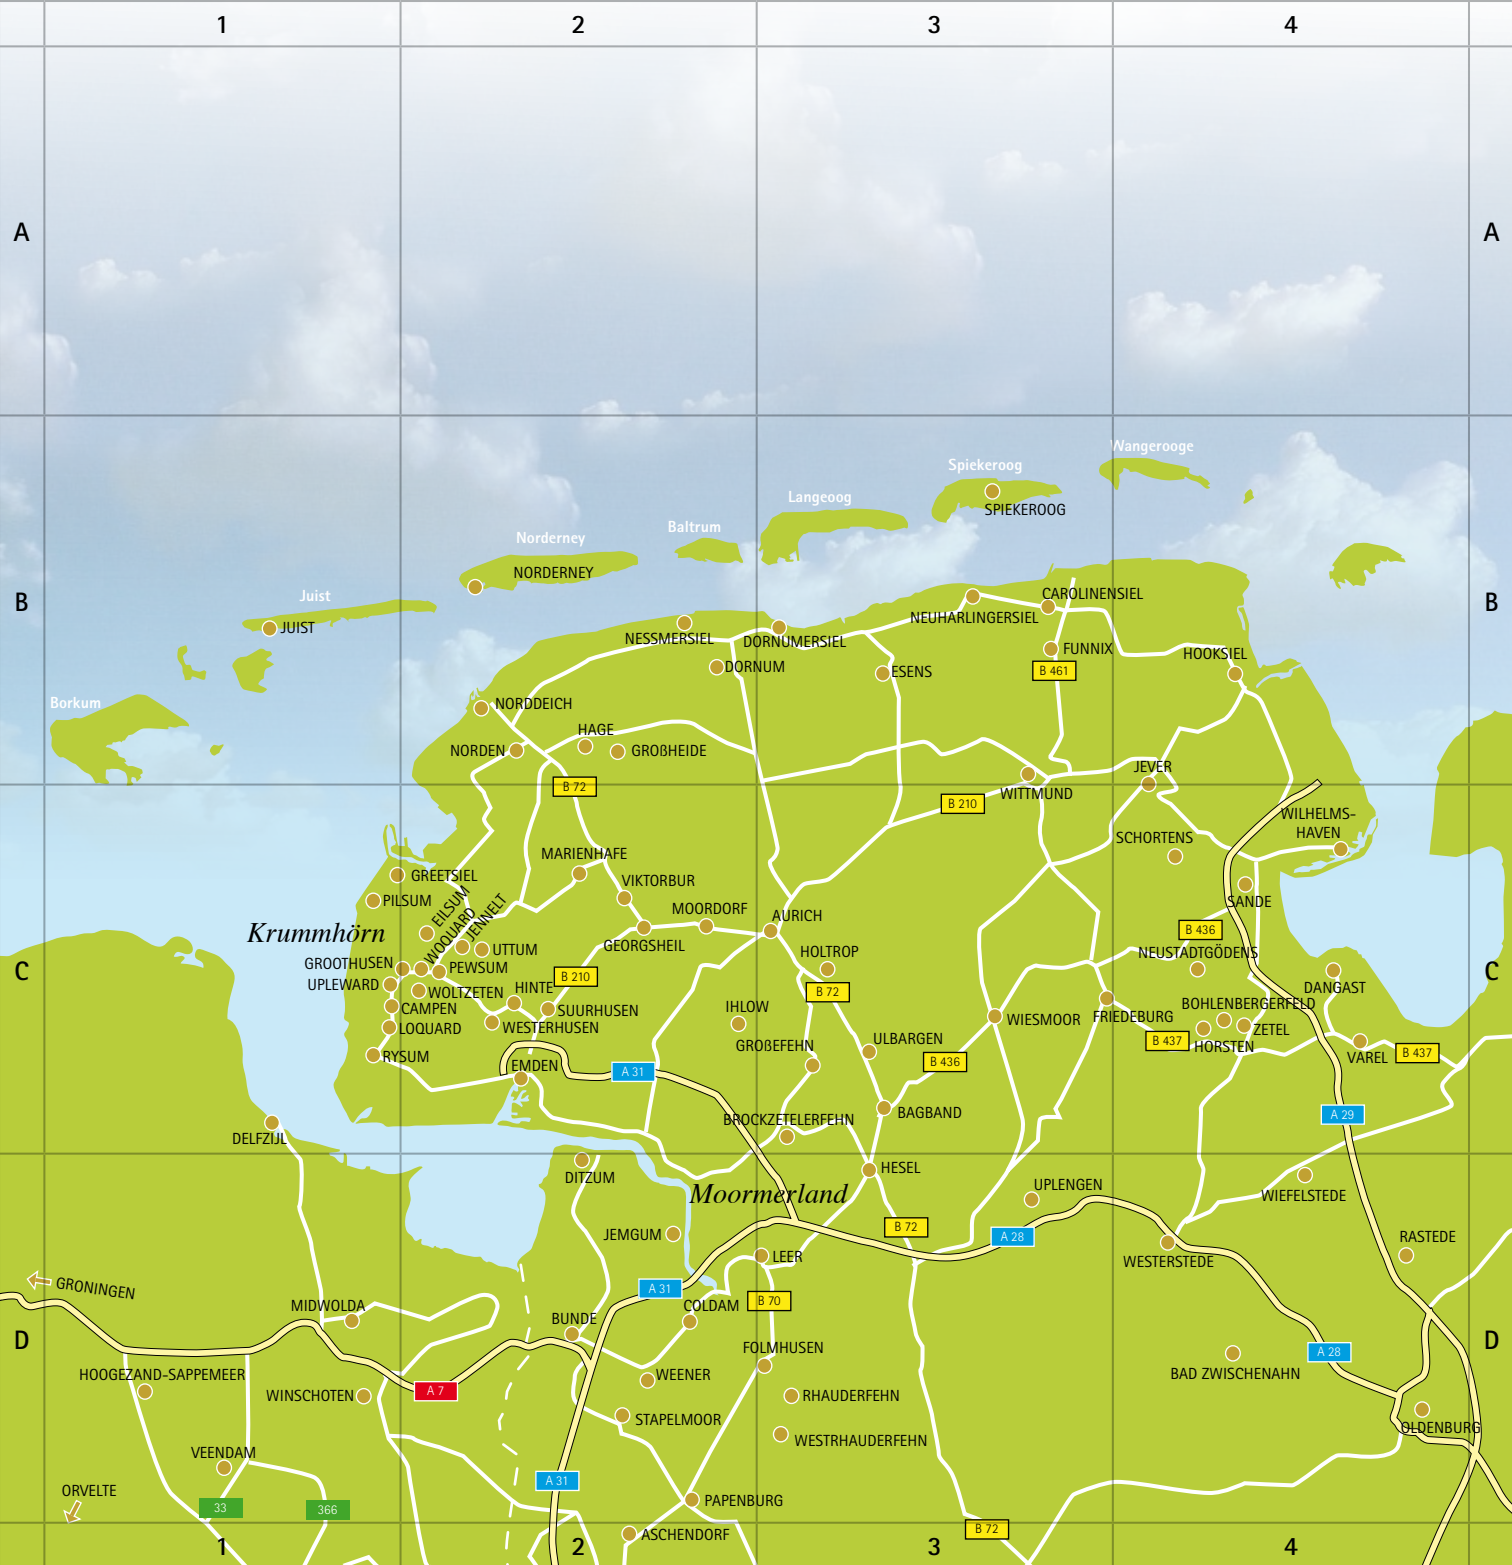 1 2 3 4
A A
Spiekeroog
Wangerooge
Langeoog
SPIEKEROOG
Baltrum
Norderney
NORDERNEY
Juist
JUIST
B B
CAROLINENSIEL
NEUHARLINGERSIEL
NESSMERSIEL
DORNUMERSIEL
FUNNIX
HOOKSIEL
DORNUM
ESENS
B 461
Borkum
NORDDEICH
HAGE
NORDEN
GROßHEIDE
JEVER
B 72
WITTMUND
B 210
WILHELMS-
HAVEN
SCHORTENS
MARIENHAFE
GREETSIEL
VIKTORBUR
PILSUM
EILSUM
WOQUARD
JENNELT
MOORDORF
AURICH
SANDE
Krummhörn
GEORGSHEIL
B 436
UTTUM
HOLTROP
NEUSTADTGÖDENS
GROOTHUSEN
PEWSUM
C C
B 210
UPLEWARD
WOLTZETEN
HINTE
B 72
DANGAST
CAMPEN
SUURHUSEN
IHLOW
WIESMOOR
FRIEDEBURG
BOHLENBERGERFELD
LOQUARD
WESTERHUSEN
ZETEL
ULBARGEN
B 437
HORSTEN
GROßEFEHN
RYSUM
B 436
VAREL
B 437
EMDEN
A 31
BROCKZETELERFEHN
BAGBAND
A 29
DELFZIJL
HESEL
DITZUM
Moormerland
UPLENGEN
WIEFELSTEDE
JEMGUM
B 72
A 28
RASTEDE
LEER
WESTERSTEDE
GRONINGEN
A 31
B 70
MIDWOLDA
COLDAM
BUNDE
D D
FOLMHUSEN
A 28
HOOGEZAND-SAPPEMEER
WEENER
BAD ZWISCHENAHN
WINSCHOTEN
A 7
RHAUDERFEHN
STAPELMOOR
OLDENBURG
WESTRHAUDERFEHN
VEENDAM
A 31
ORVELTE
PAPENBURG
33
366
ASCHENDORF
B 72
1 2 3 4